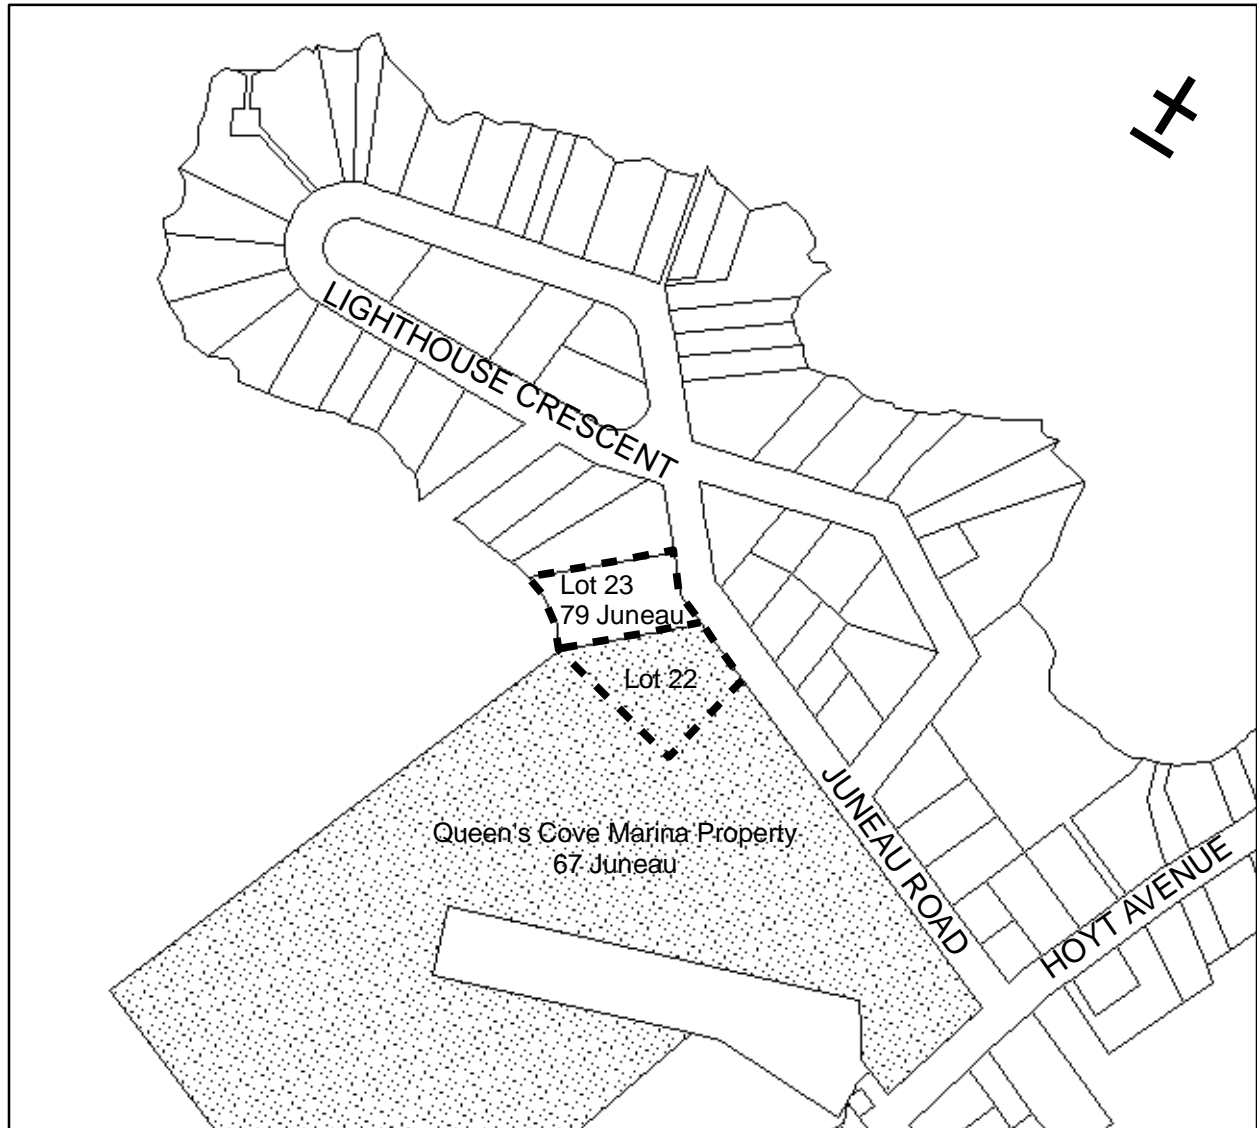 LIGHTHOUSE CRESCENT
Lot 23
79 Juneau
Lot 22
Queen's Cove Marina Property
67 Juneau
JUNEAU ROAD
HOYT AVENUE